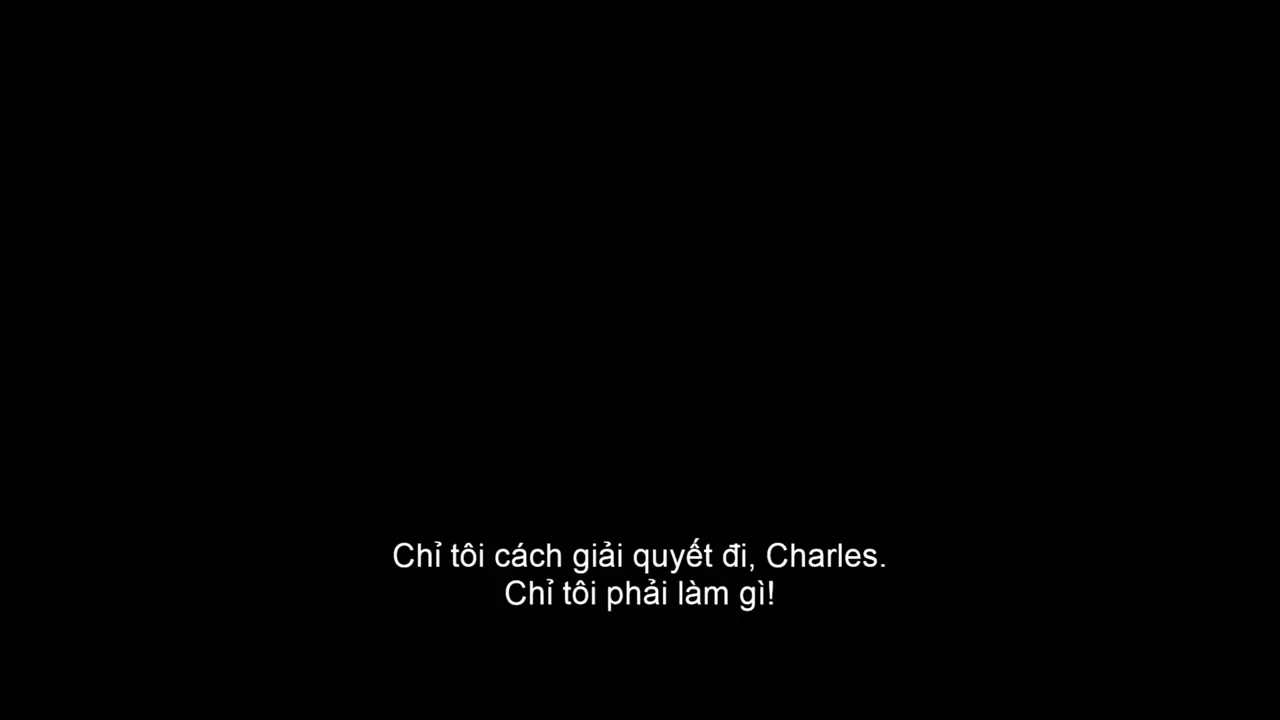 Chỉ tôi cách giải quyết đi, Charles.
Chỉ tôi phải làm gì!